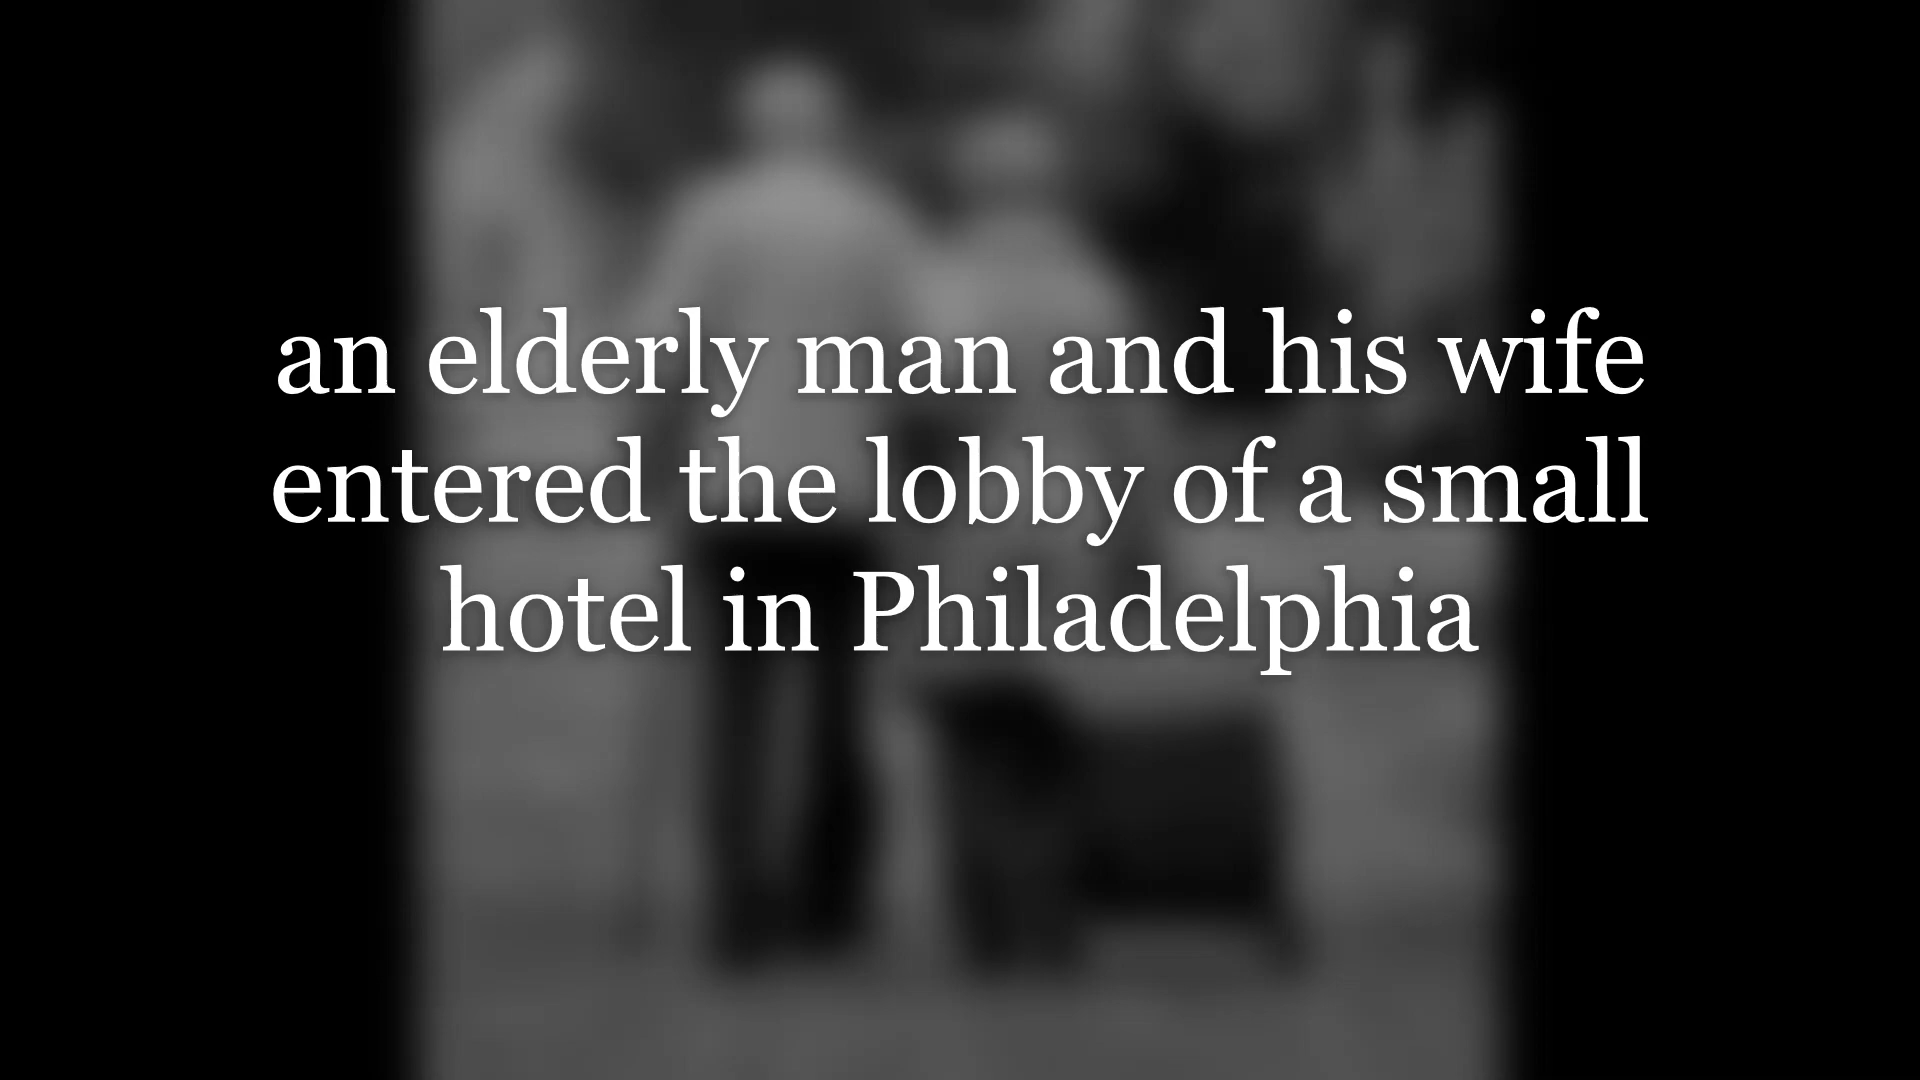 an elderly man and his wife
entered the lobby of a small
hotel in Philadelphia